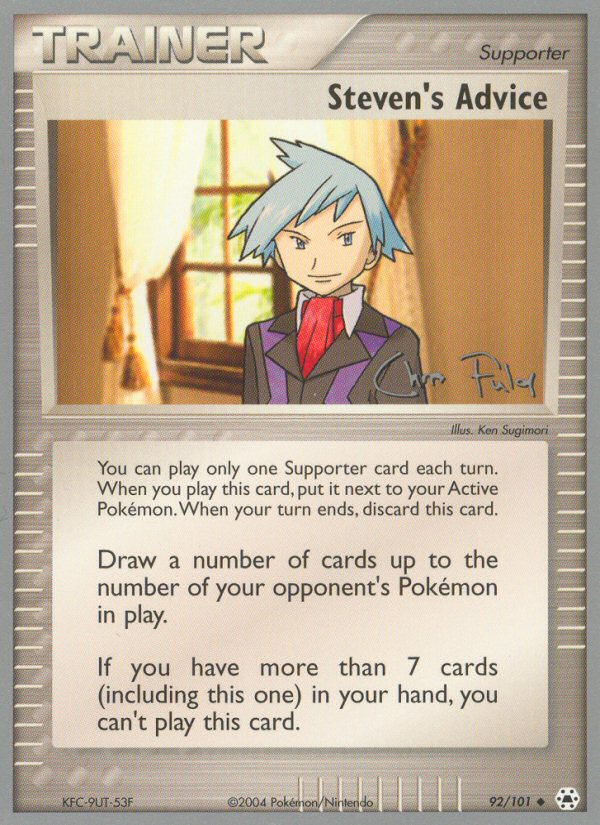 TRAINER
Supporter
Steven's Advice
Chris Fulop
Illus. Ken Sugimori
You can play only one Supporter card each turn.
When you play this card, put it next to your Active
Pokémon. When your turn ends, discard this card.
Draw a number of cards up to the
number of your opponent's Pokémon
in play.
If you have more than 7 cards
(including this one) in your hand, you
can't play this card.
KFC-9UT-53F
©2004 Pokémon/Nintendo
92/101 ◆